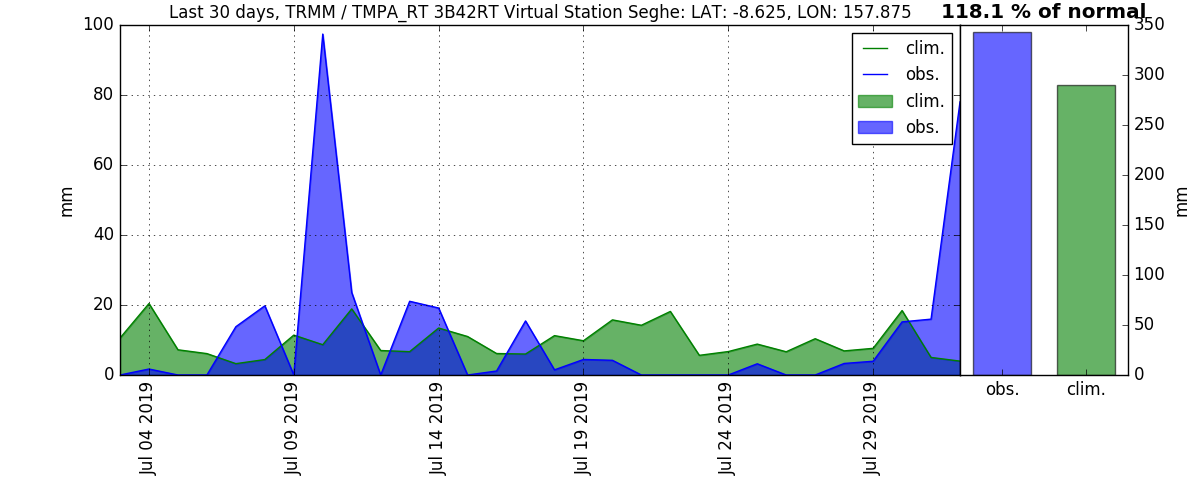 Last 30 days, TRMM / TMPA_RT 3B42RT Virtual Station Seghe: LAT: -8.625, LON: 157.875
118.1 % of normal
100
80
60
40
20
0
mm
clim.
obs.
clim.
obs.
Jul 04 2019
Jul 09 2019
Jul 14 2019
Jul 19 2019
Jul 24 2019
Jul 29 2019
350
300
250
200
150
100
50
0
mm
obs.
clim.